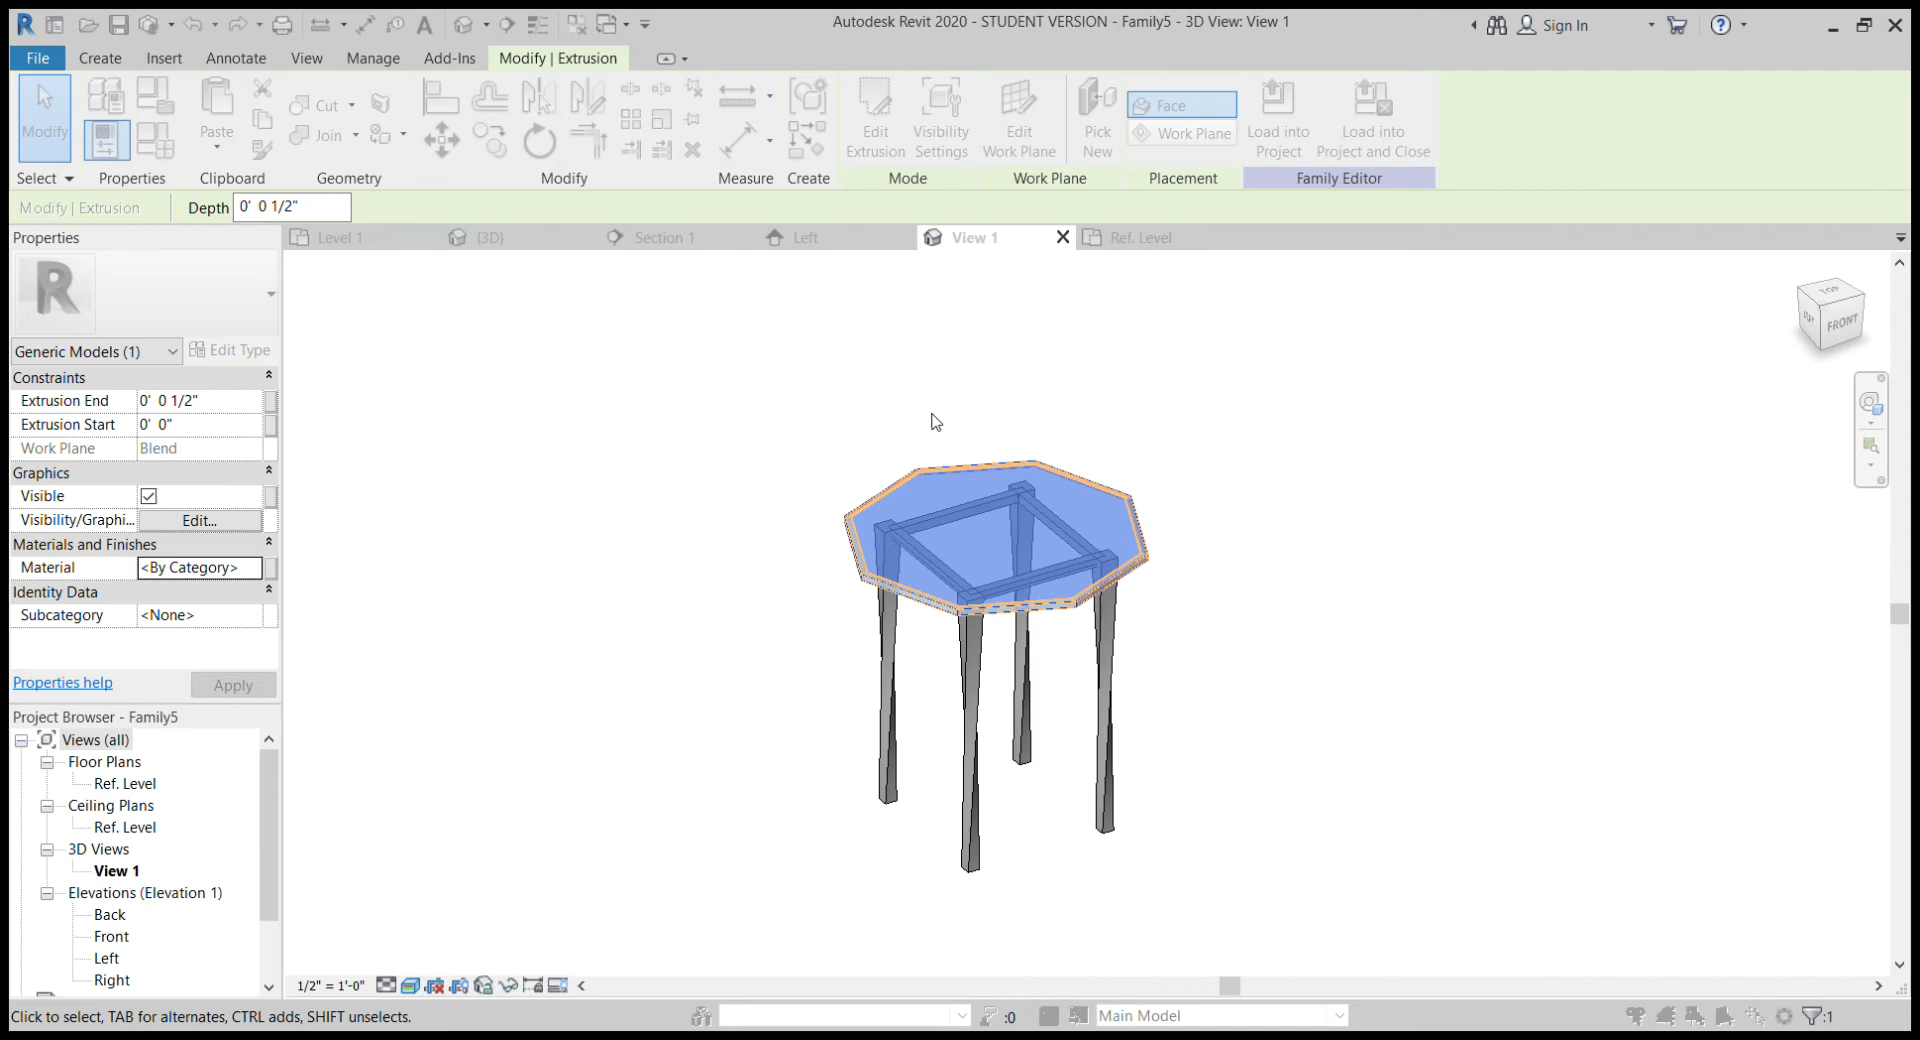 Autodesk Revit 2020 - STUDENT VERSION - Family5 - 3D View: View 1
Sign In
File
Create
Insert
Annotate
View
Manage
Add-Ins
Modify | Extrusion
Modify
Paste
Cut
Join
Edit
Extrusion
Visibility
Settings
Edit
Work Plane
Pick
New
Face
Work Plane
Load into
Project
Load into
Project and Close
Select
Properties
Clipboard
Geometry
Modify
Measure
Create
Mode
Work Plane
Placement
Family Editor
Modify | Extrusion
Depth 0' 0 1/2"
Properties
Level 1
{3D}
Section 1
Left
View 1
Ref. Level
R
Generic Models (1)
Edit Type
Constraints
Extrusion End 0' 0 1/2"
Extrusion Start 0' 0"
Work Plane Blend
Graphics
Visible
Visibility/Graphi... Edit...
Materials and Finishes
Material <By Category>
Identity Data
Subcategory <None>
Properties help
Apply
Project Browser - Family5
Views (all)
Floor Plans
Ref. Level
Ceiling Plans
Ref. Level
3D Views
View 1
Elevations (Elevation 1)
Back
Front
Left
Right
TOP
FRONT
1/2" = 1'-0"
Click to select, TAB for alternates, CTRL adds, SHIFT unselects.
:0
Main Model
:1